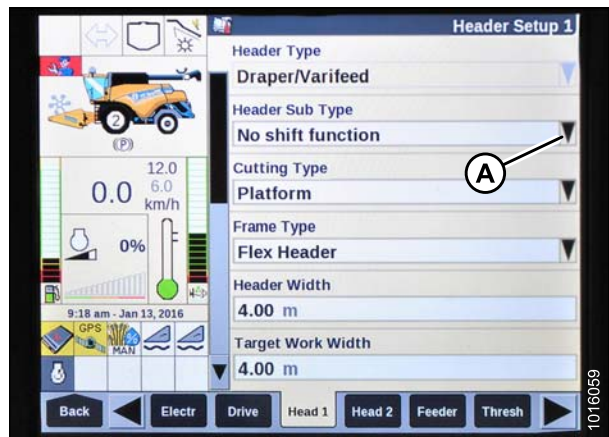 Header Setup 1
Header Type
Draper/Varifeed
Header Sub Type
No shift function
A
Cutting Type
Platform
Frame Type
Flex Header
Header Width
4.00 m
Target Work Width
4.00 m
2
(P)
12.0
0.0 6.0
km/h
0%
9:18 am - Jan 13, 2016
GPS
MAN %
Back
Electr
Drive
Head 1
Head 2
Feeder
Thresh
1016059